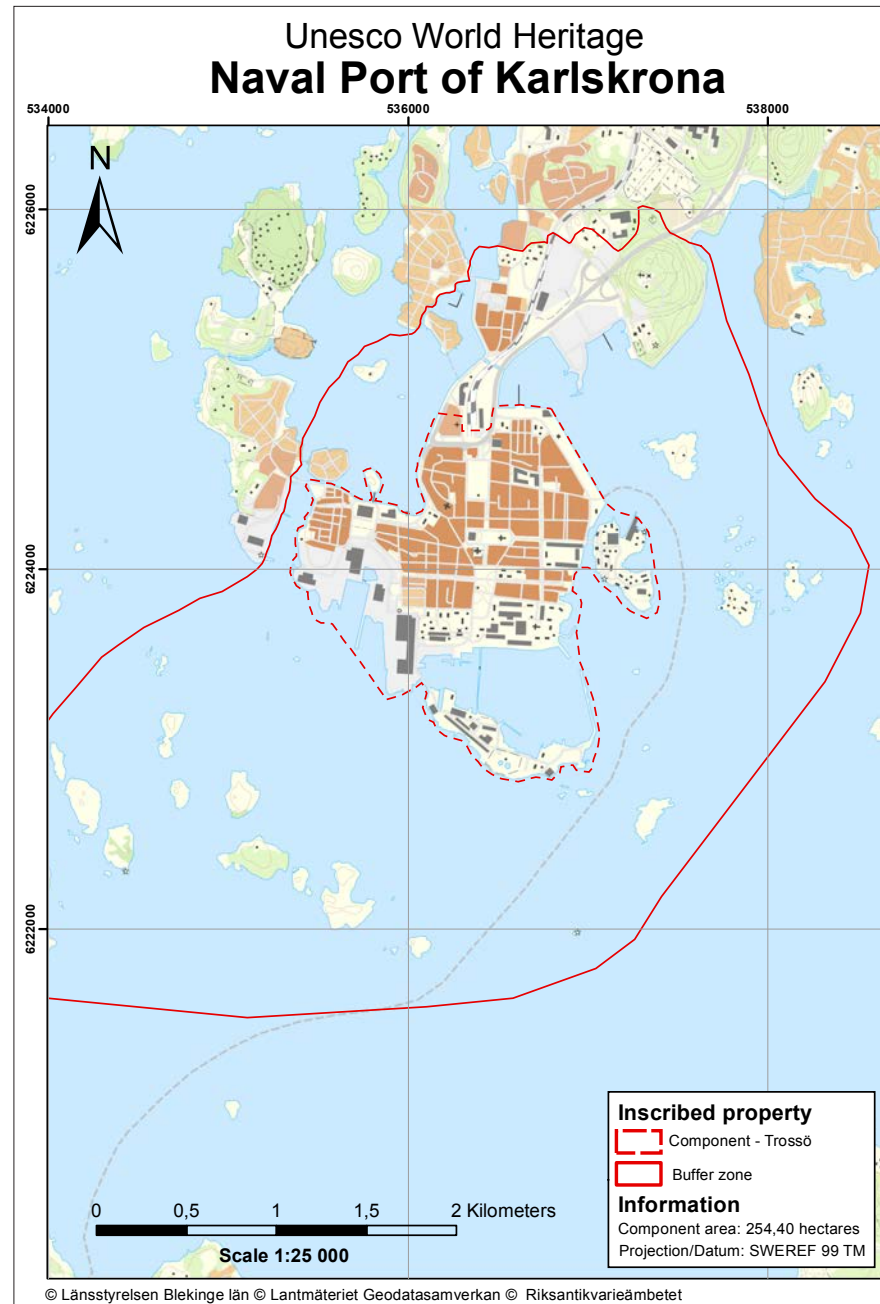 Unesco World Heritage
Naval Port of Karlskrona
534000
536000
538000
N
6226000
6224000
6222000
Inscribed property
Component - Trossö
Buffer zone
Information
Component area: 254,40 hectares
Projection/Datum: SWEREF 99 TM
0 0,5 1 1,5 2 Kilometers
Scale 1:25 000
© Länsstyrelsen Blekinge län © Lantmäteriet Geodatasamverkan © Riksantikvarieämbetet